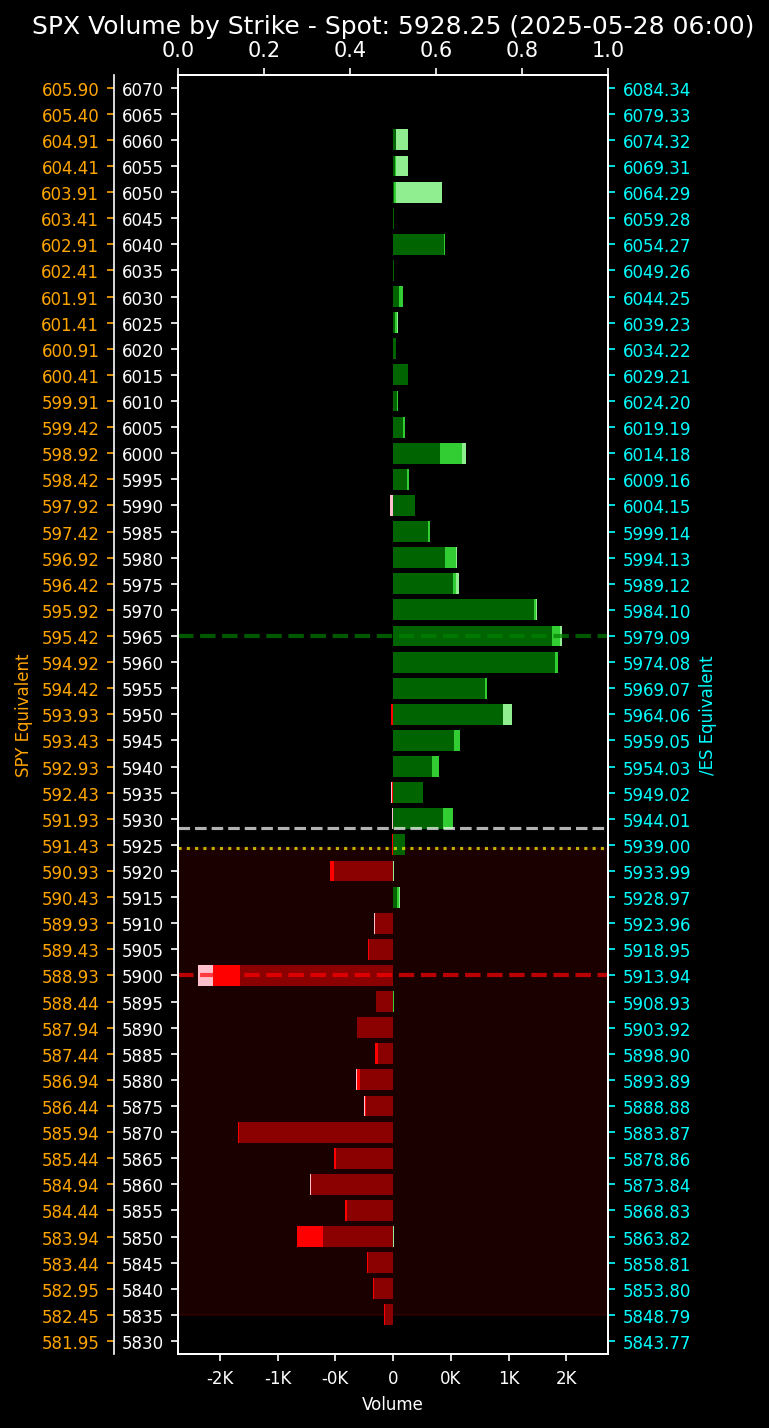 SPX Volume by Strike - Spot: 5928.25 (2025-05-28 06:00)
0.0 0.2 0.4 0.6 0.8 1.0
605.90 6070 6084.34
605.40 6065 6079.33
604.91 6060 6074.32
604.41 6055 6069.31
603.91 6050 6064.29
603.41 6045 6059.28
602.91 6040 6054.27
602.41 6035 6049.26
601.91 6030 6044.25
601.41 6025 6039.23
600.91 6020 6034.22
600.41 6015 6029.21
599.91 6010 6024.20
599.42 6005 6019.19
598.92 6000 6014.18
598.42 5995 6009.16
597.92 5990 6004.15
597.42 5985 5999.14
596.92 5980 5994.13
596.42 5975 5989.12
595.92 5970 5984.10
595.42 5965 5979.09
594.92 5960 5974.08
594.42 5955 5969.07
593.93 5950 5964.06
593.43 5945 5959.05
592.93 5940 5954.03
592.43 5935 5949.02
591.93 5930 5944.01
591.43 5925 5939.00
590.93 5920 5933.99
590.43 5915 5928.97
589.93 5910 5923.96
589.43 5905 5918.95
588.93 5900 5913.94
588.44 5895 5908.93
587.94 5890 5903.92
587.44 5885 5898.90
586.94 5880 5893.89
586.44 5875 5888.88
585.94 5870 5883.87
585.44 5865 5878.86
584.94 5860 5873.84
584.44 5855 5868.83
583.94 5850 5863.82
583.44 5845 5858.81
582.95 5840 5853.80
582.45 5835 5848.79
581.95 5830 5843.77
SPY Equivalent
/ES Equivalent
-2K -1K -0K 0 0K 1K 2K
Volume